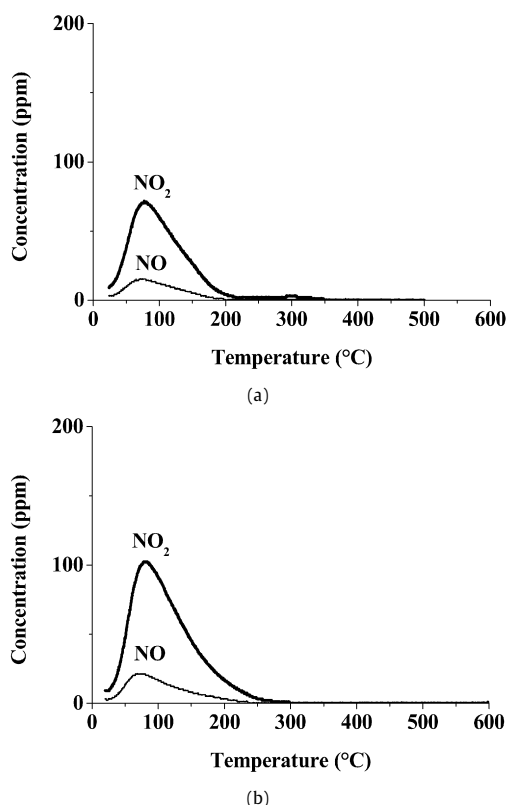 200
Concentration (ppm)
NO2
100
NO
0
0 100 200 300 400 500 600
Temperature (°C)
(a)
200
Concentration (ppm)
NO2
100
NO
0
0 100 200 300 400 500 600
Temperature (°C)
(b)